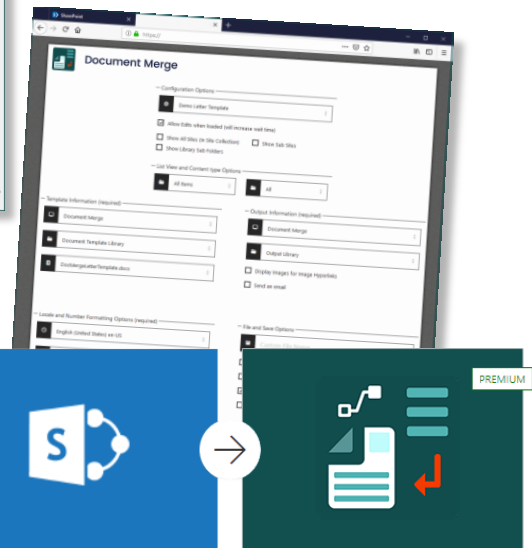 SharePoint
https://
Document Merge
Configuration Options
Demo Letter Template
Allow Edits when loaded (will increase wait time)
Show All Sites (in Site Collection)
Show Sub Sites
Show Library Sub Folders
List View and Content type Options
All Items
All
Template Information (required)
Document Merge
Document Template Library
DocMergeLetterTemplate.docx
Output Information (required)
Document Merge
Output Library
Display Images for Image Hyperlinks
Send an email
Locale and Number Formatting Options (required)
English (United States) en-US
File and Save Options
Custom File Name
S
PREMIUM